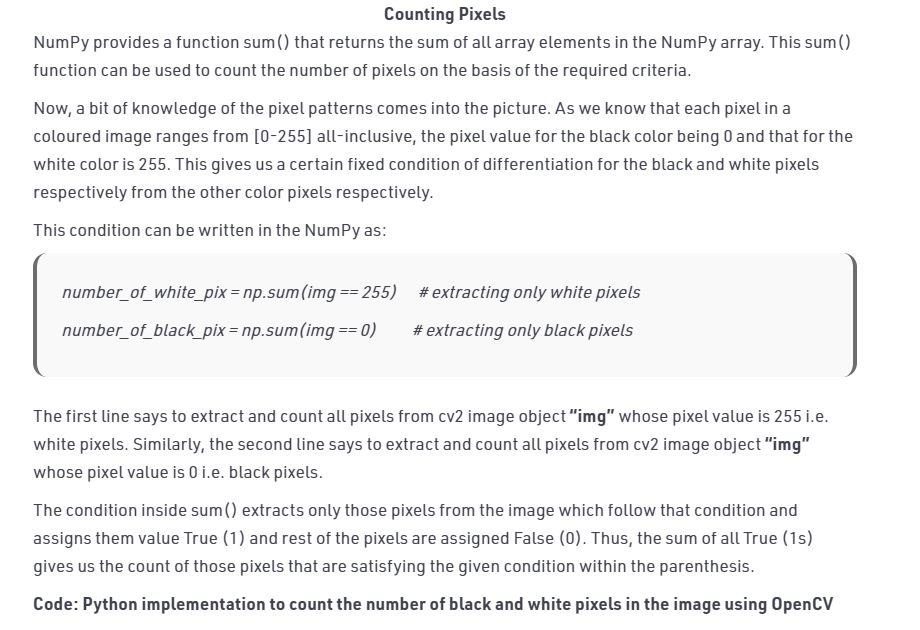 Counting Pixels
NumPy provides a function sum() that returns the sum of all array elements in the NumPy array. This sum()
function can be used to count the number of pixels on the basis of the required criteria.
Now, a bit of knowledge of the pixel patterns comes into the picture. As we know that each pixel in a
coloured image ranges from [0-255] all-inclusive, the pixel value for the black color being 0 and that for the
white color is 255. This gives us a certain fixed condition of differentiation for the black and white pixels
respectively from the other color pixels respectively.
This condition can be written in the NumPy as:
number_of_white_pix = np.sum(img == 255) # extracting only white pixels
number_of_black_pix = np.sum(img == 0) # extracting only black pixels
The first line says to extract and count all pixels from cv2 image object “img” whose pixel value is 255 i.e.
white pixels. Similarly, the second line says to extract and count all pixels from cv2 image object “img”
whose pixel value is 0 i.e. black pixels.
The condition inside sum() extracts only those pixels from the image which follow that condition and
assigns them value True (1) and rest of the pixels are assigned False (0). Thus, the sum of all True (1s)
gives us the count of those pixels that are satisfying the given condition within the parenthesis.
Code: Python implementation to count the number of black and white pixels in the image using OpenCV